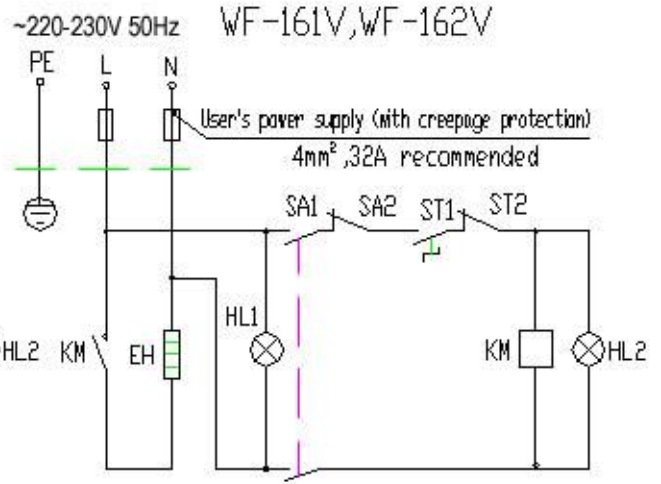 ~220-230V 50Hz WF-161V,WF-162V
PE L N
User's power supply (with creepage protection)
4mm² ,32A recommended
SA1 SA2 ST1 ST2
HL1
HL2 KM EH KM HL2